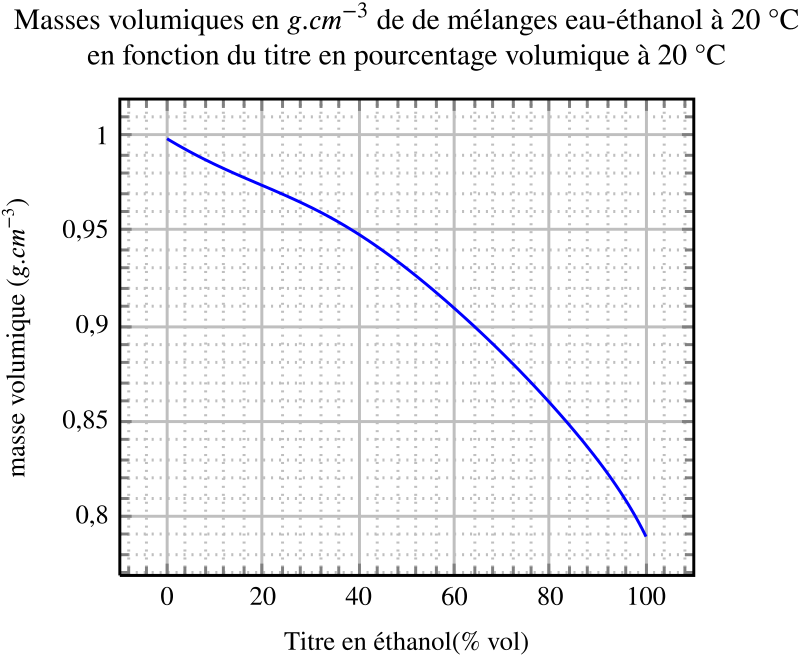 Masses volumiques en g.cm⁻³ de de mélanges eau-éthanol à 20 °C
en fonction du titre en pourcentage volumique à 20 °C
masse volumique (g.cm⁻³)
1
0,95
0,9
0,85
0,8
0 20 40 60 80 100
Titre en éthanol(% vol)